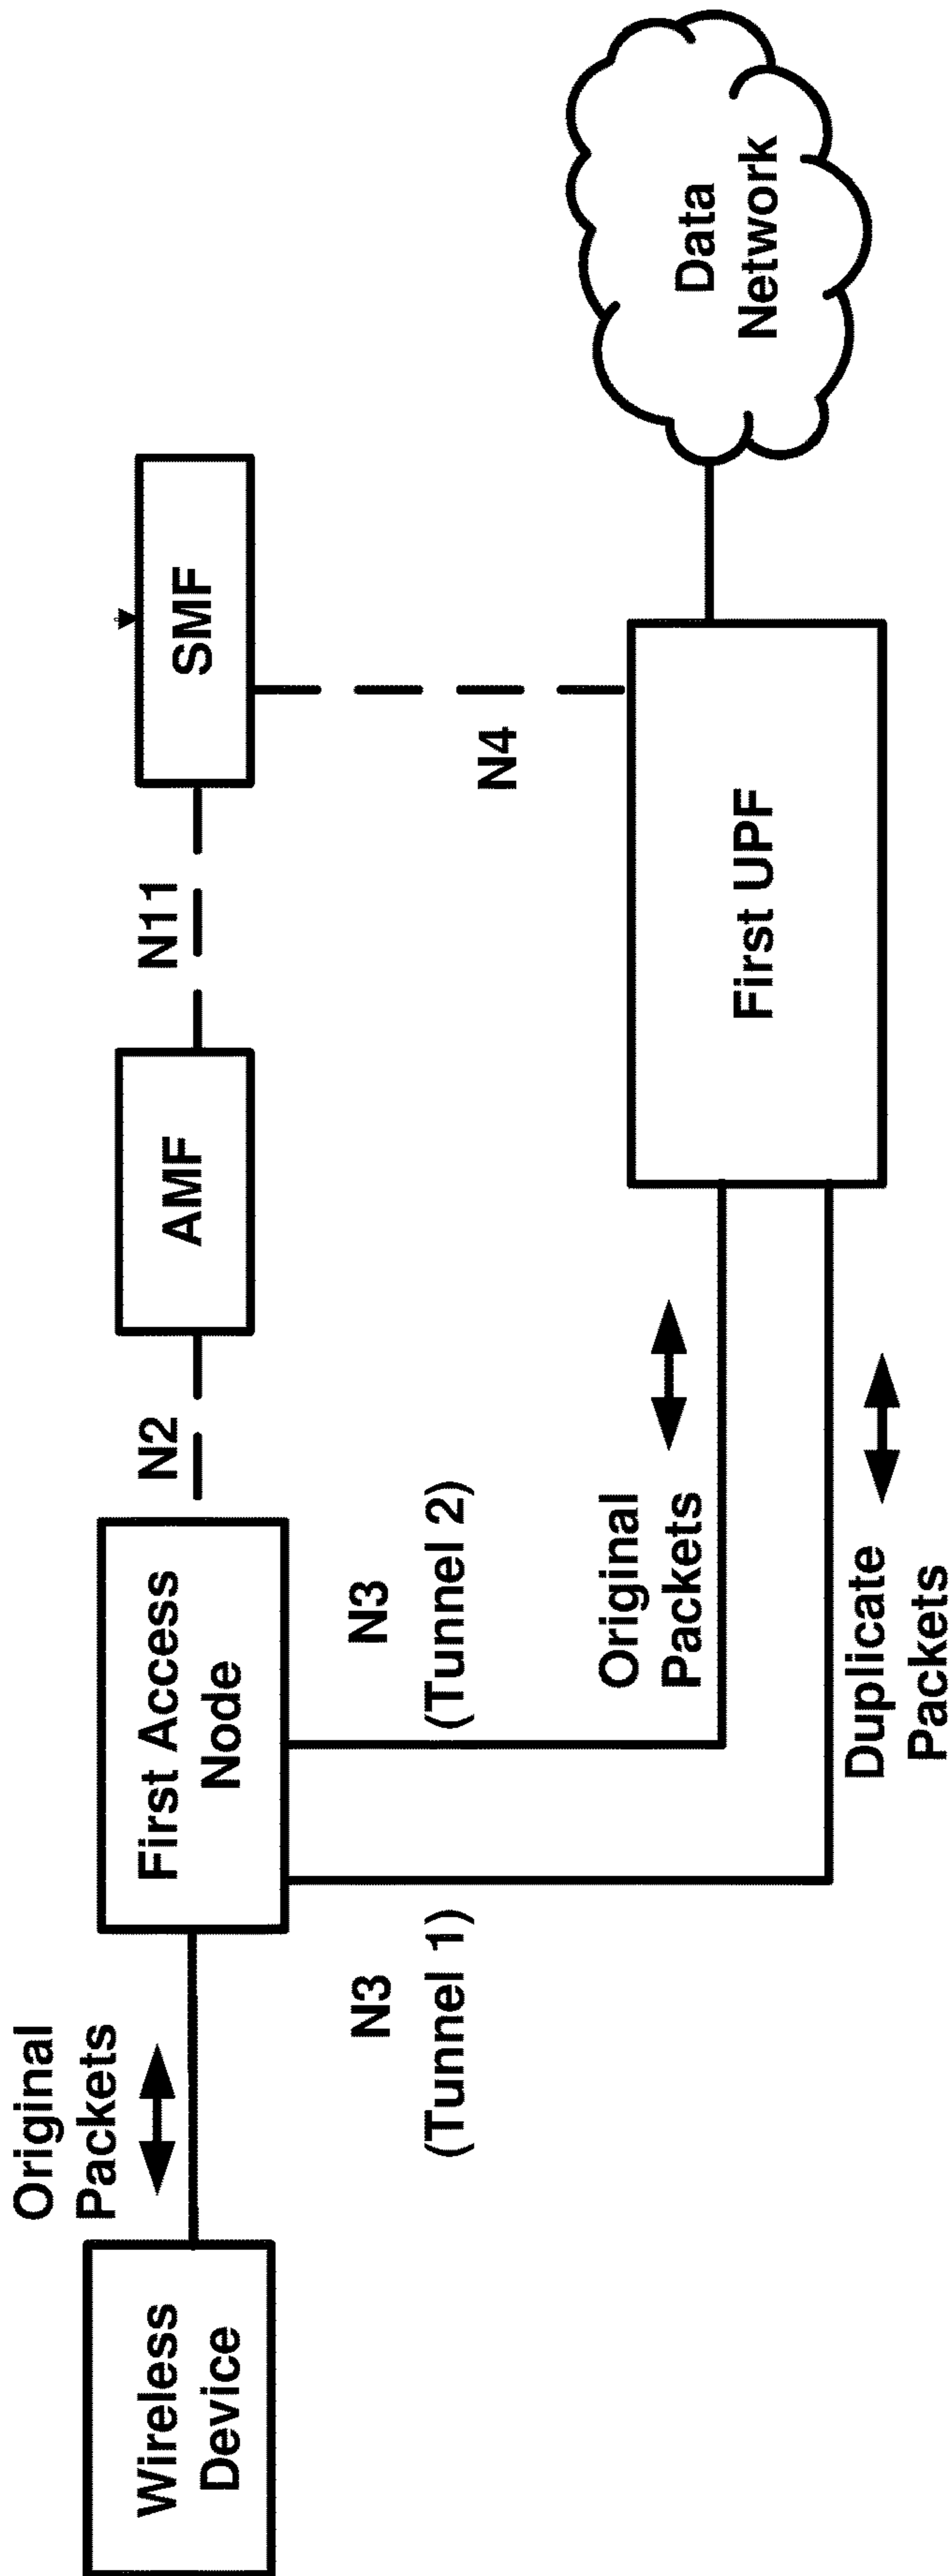 Original
Packets
Wireless
Device
First Access
Node
N2
AMF
N11
SMF
N3
(Tunnel 1)
N3
(Tunnel 2)
N4
Original
Packets
Duplicate
Packets
First UPF
Data
Network